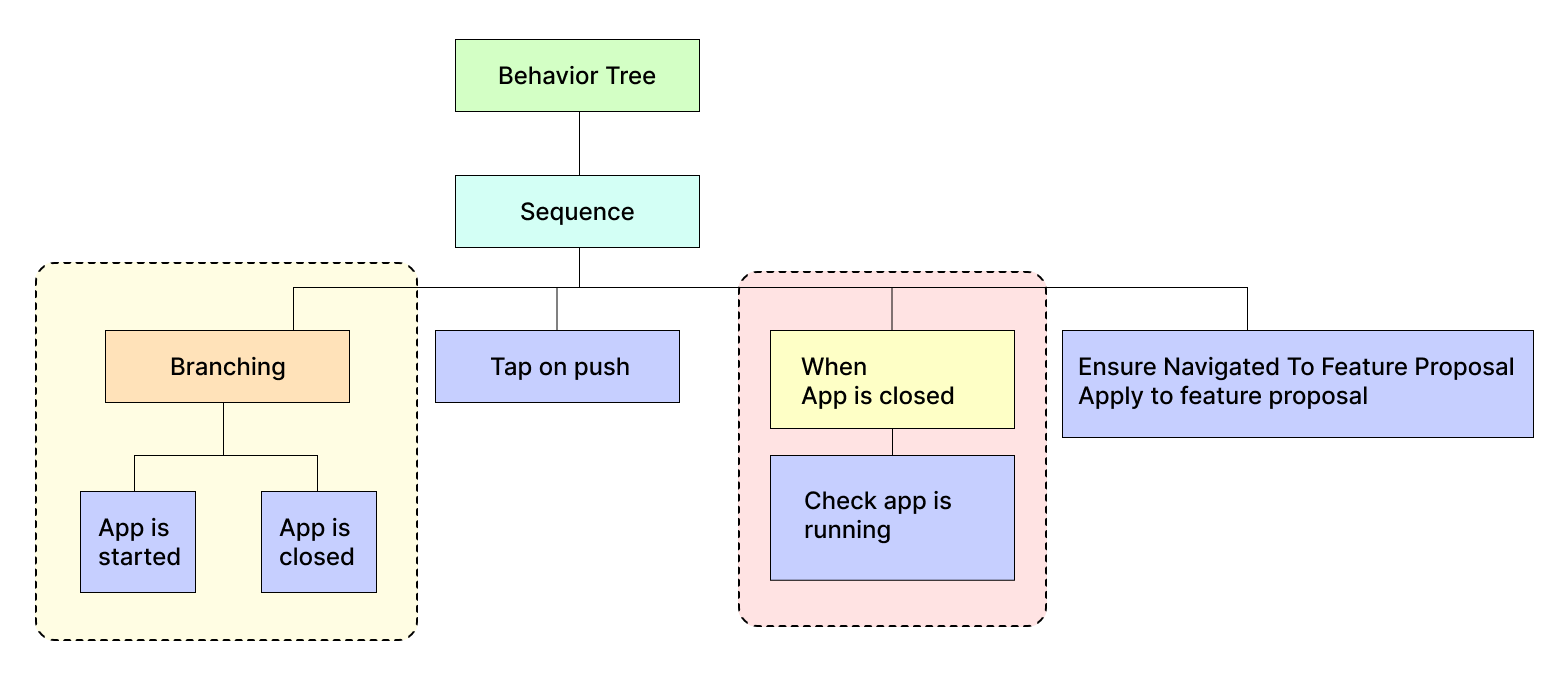 Behavior Tree
Sequence
Branching
Tap on push
When
App is closed
Ensure Navigated To Feature Proposal
Apply to feature proposal
App is
started
App is
closed
Check app is
running